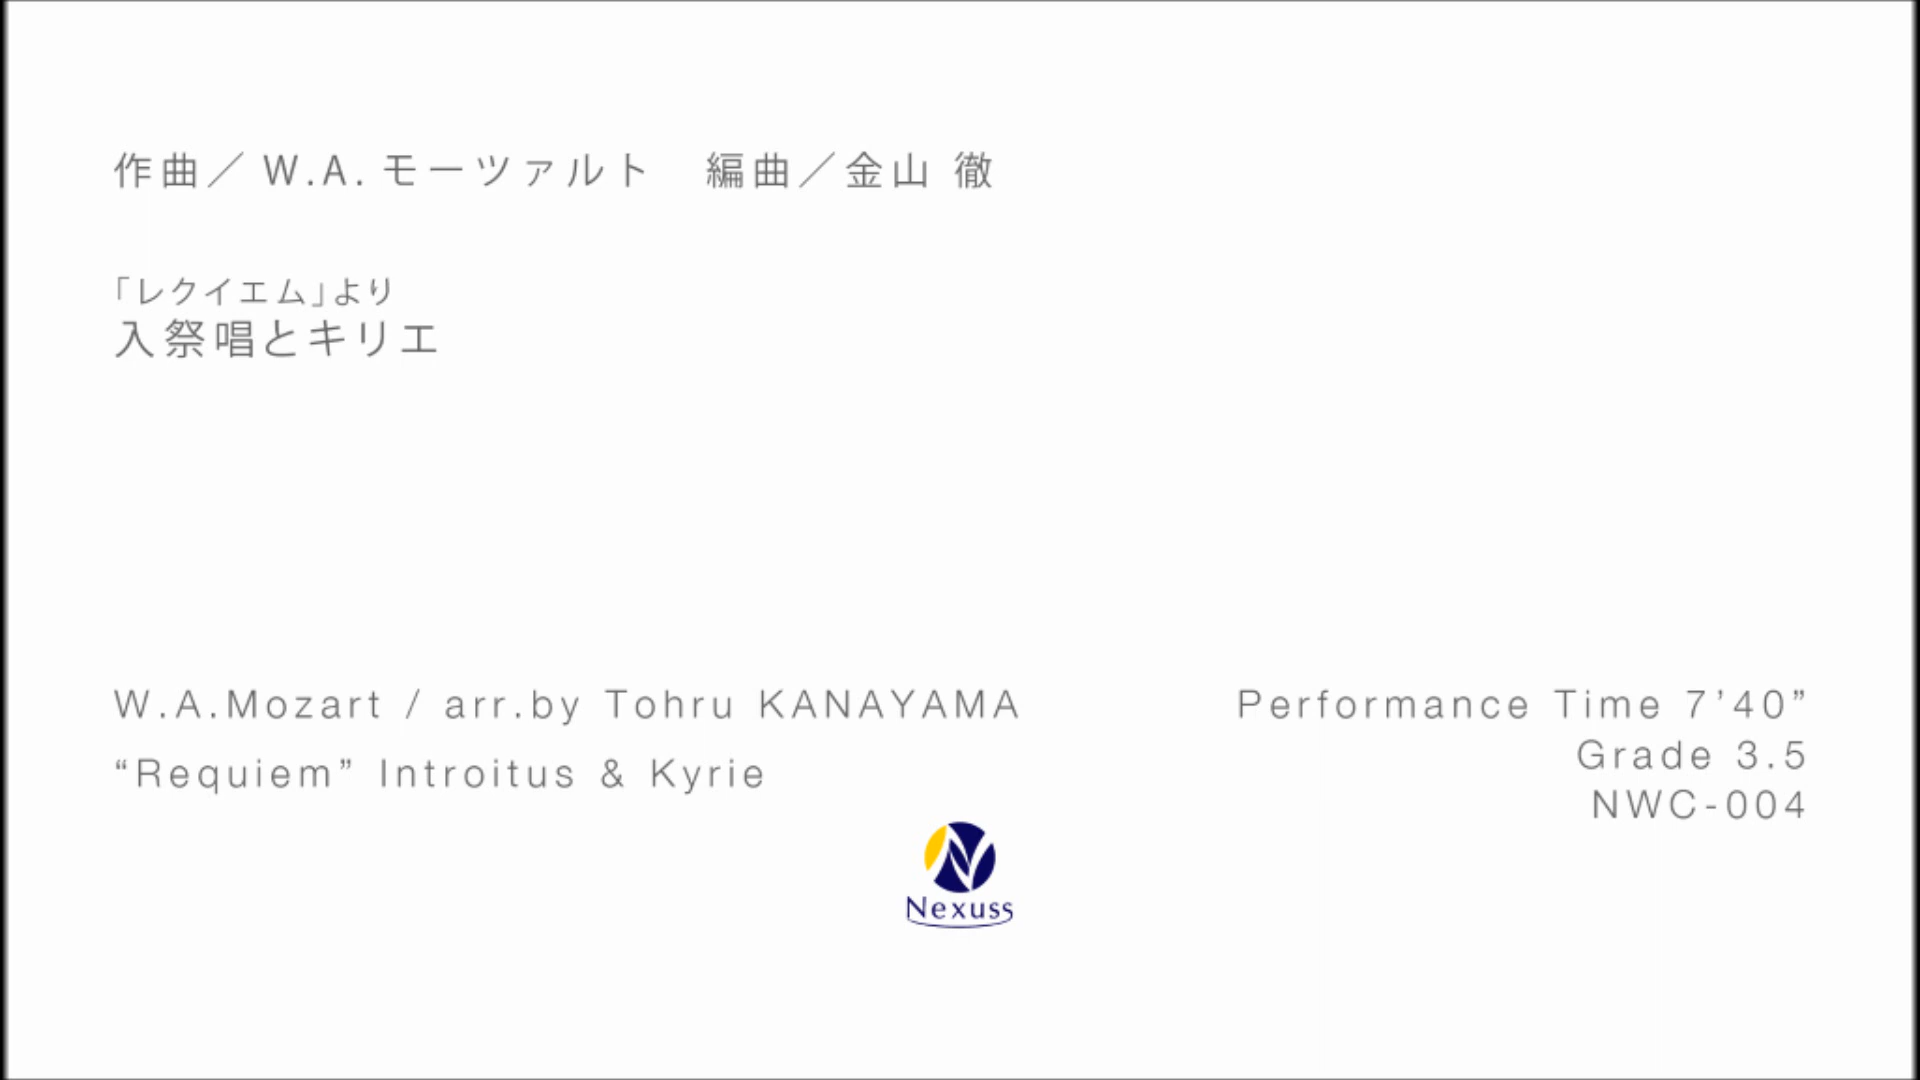 作曲／W.A.モーツァルト　編曲／金山 徹
「レクイエム」より
入祭唱とキリエ
W.A.Mozart / arr.by Tohru KANAYAMA
“Requiem” Introitus & Kyrie
Performance Time 7’40”
Grade 3.5
NWC-004
Nexuss